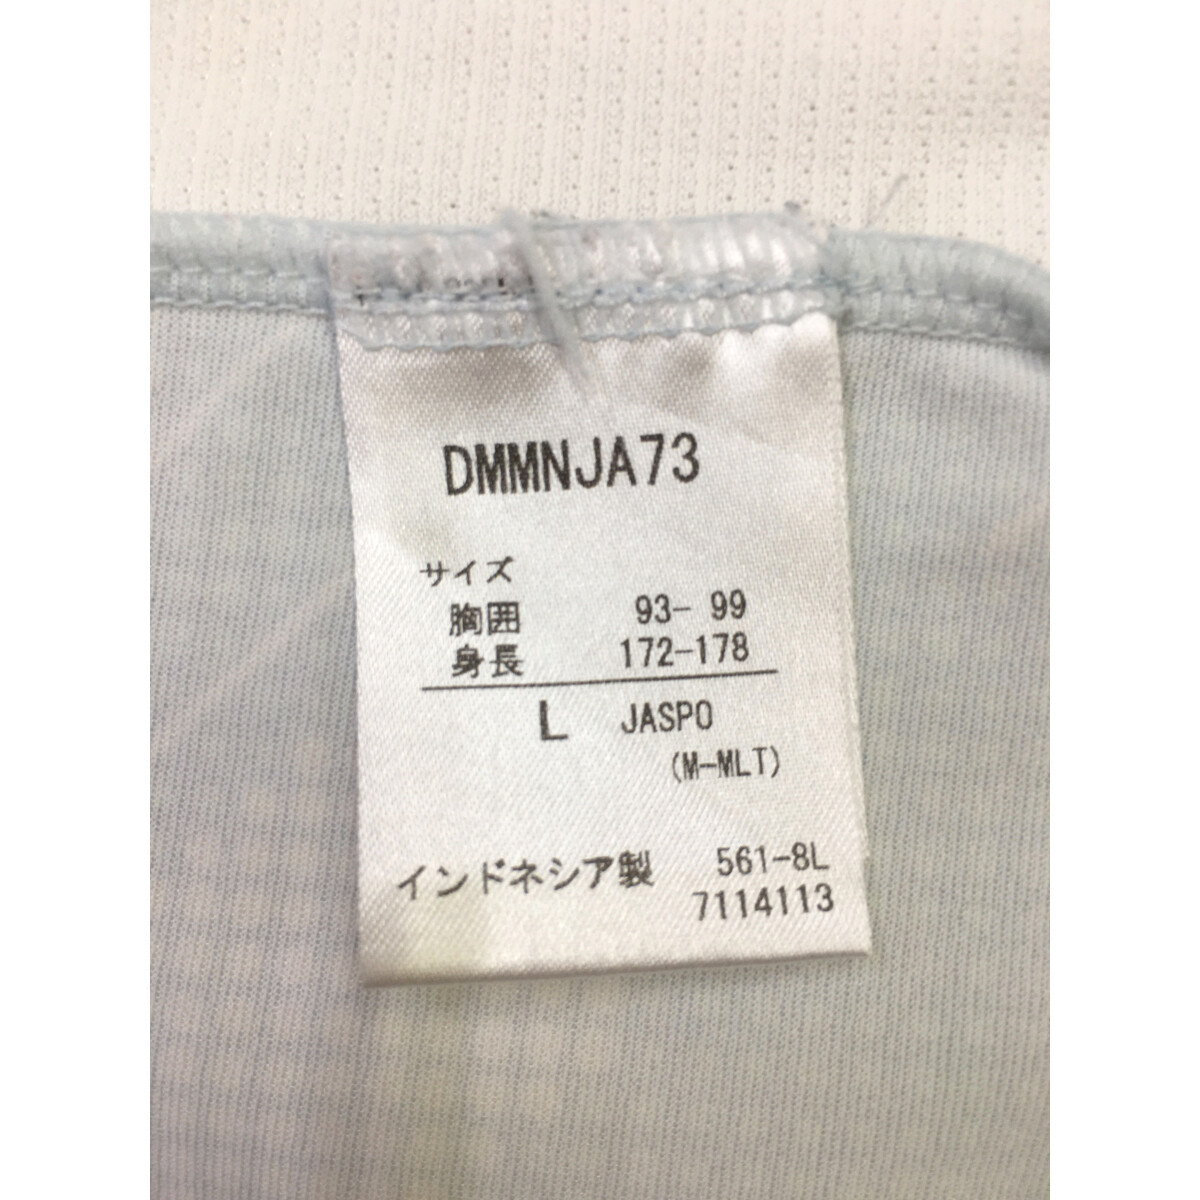 DMMNJA73
サイズ
胸囲 93- 99
身長 172-178
L JASPO
(M-MLT)
インドネシア製 561-8L
7114113